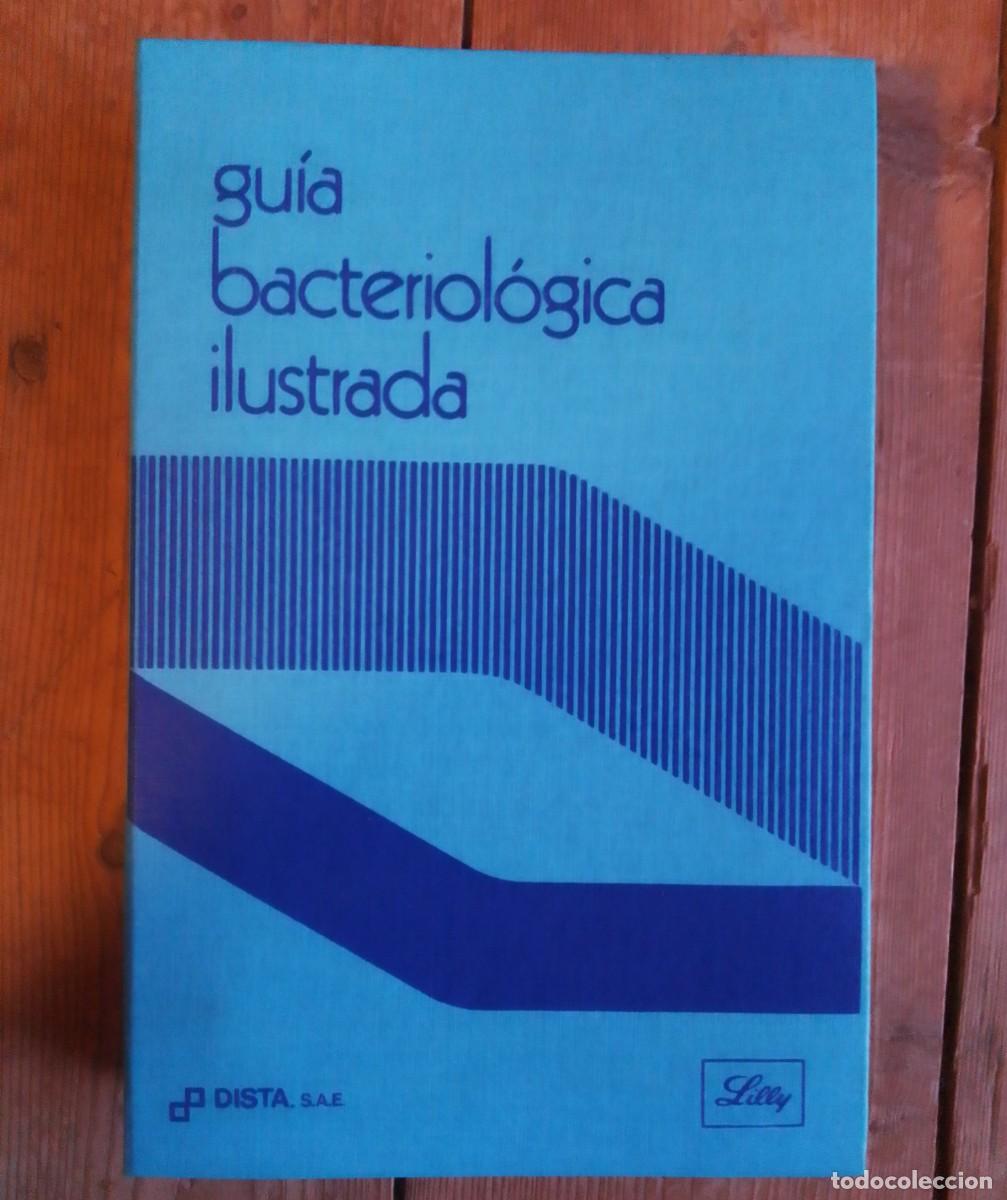 guía
bacteriológica
ilustrada
DISTA. S.A.E.
Lilly
todocoleccion